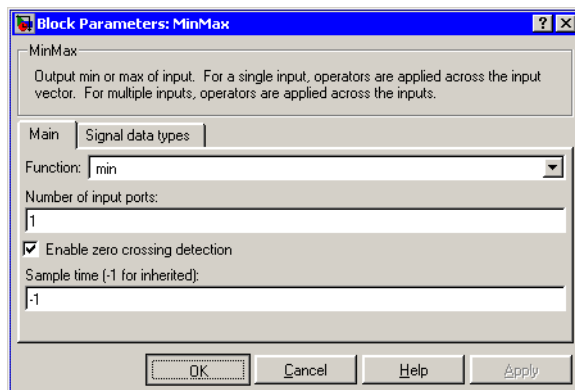 Block Parameters: MinMax
MinMax
Output min or max of input. For a single input, operators are applied across the input
vector. For multiple inputs, operators are applied across the inputs.
Main Signal data types
Function: min
Number of input ports:
1
Enable zero crossing detection
Sample time (-1 for inherited):
-1
OK Cancel Help Apply